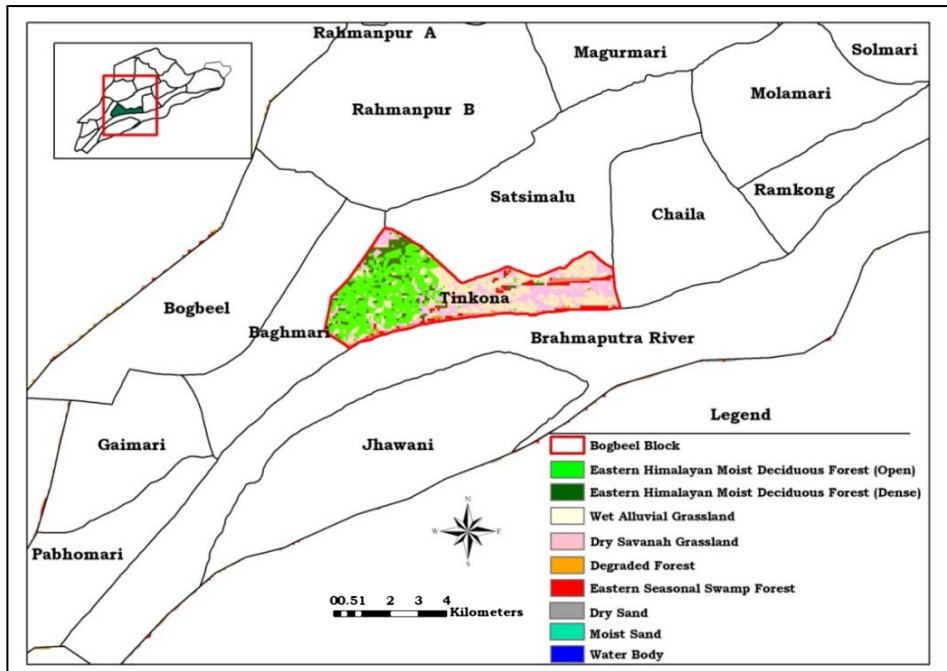 Rahmanpur A
Magurmari
Solmari
Molamari
Rahmanpur B
Ramkong
Satsimalu
Chaila
Tinkona
Bogbeel
Baghmari
Brahmaputra River
Legend
Gaimari
Jhawani
Pabhomari
N
W
E
S
00.51 2 3 4
Kilometers
Bogbeel Block
Eastern Himalayan Moist Deciduous Forest (Open)
Eastern Himalayan Moist Deciduous Forest (Dense)
Wet Alluvial Grassland
Dry Savanah Grassland
Degraded Forest
Eastern Seasonal Swamp Forest
Dry Sand
Moist Sand
Water Body